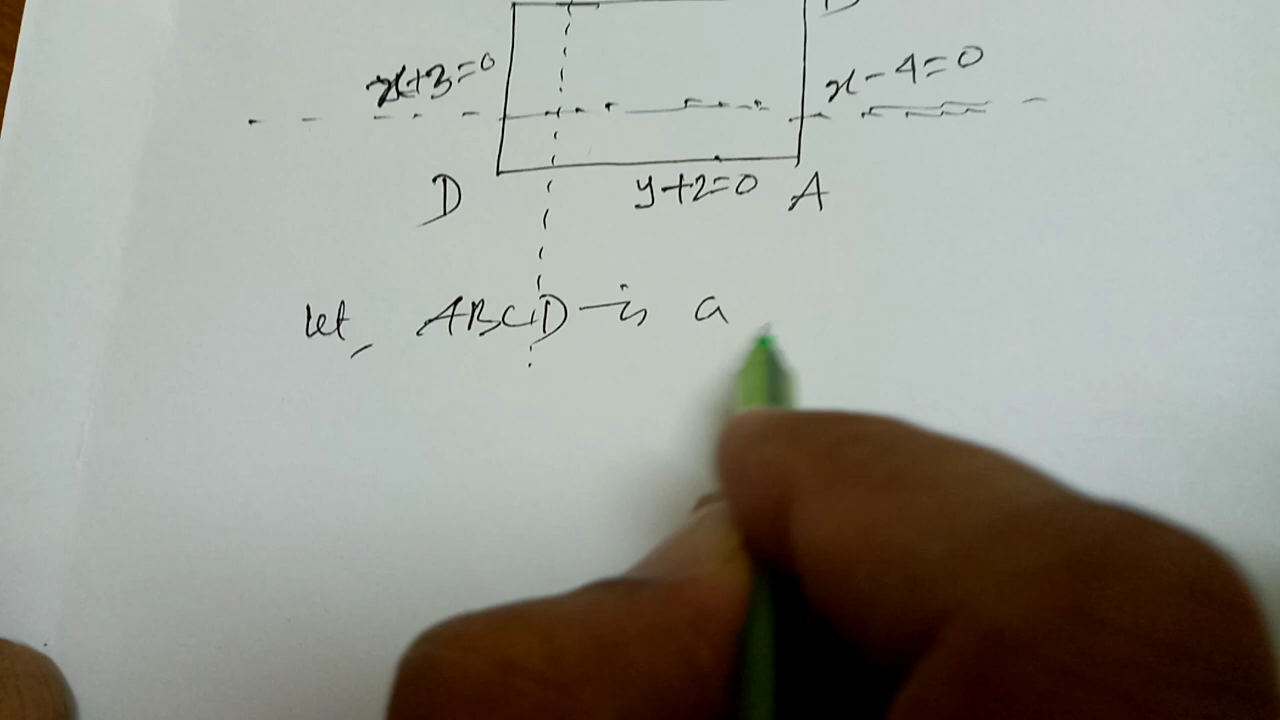 x+3=0
x-4=0
D
y+2=0
A
let, ABCD is a